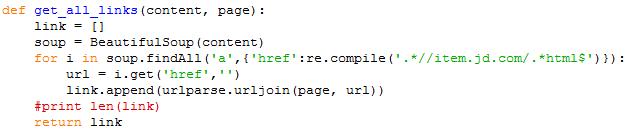 def get_all_links(content, page):
    link = []
    soup = BeautifulSoup(content)
    for i in soup.findAll('a',{'href':re.compile('.*//item.jd.com/.*html$')}):
        url = i.get('href','')
        link.append(urlparse.urljoin(page, url))
    #print len(link)
    return link